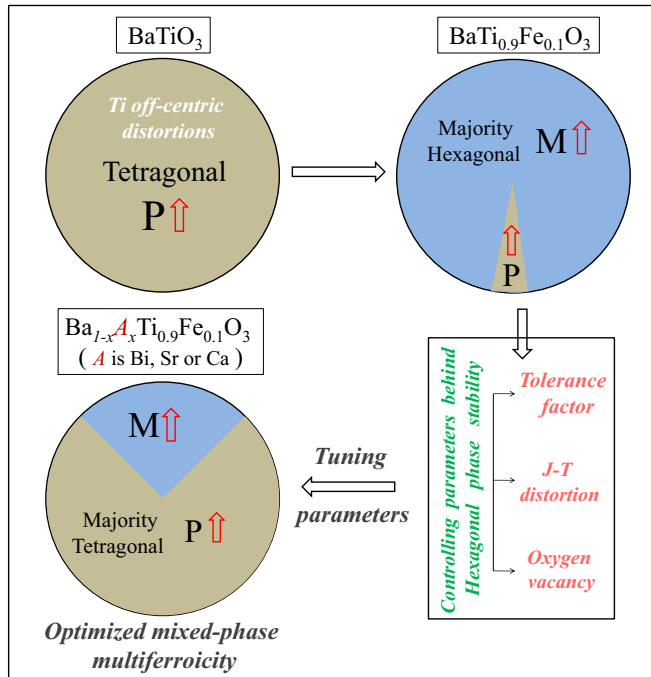 BaTiO₃
Ti off-centric
distortions
Tetragonal
P
BaTi₀.₉Fe₀.₁O₃
Majority
Hexagonal
M
P
Controlling parameters behind
Hexagonal phase stability
Tolerance
factor
J-T
distortion
Oxygen
vacancy
Tuning
parameters
Ba₁₋ₓAₓTi₀.₉Fe₀.₁O₃
( A is Bi, Sr or Ca )
M
Majority
Tetragonal
P
Optimized mixed-phase
multiferroicity